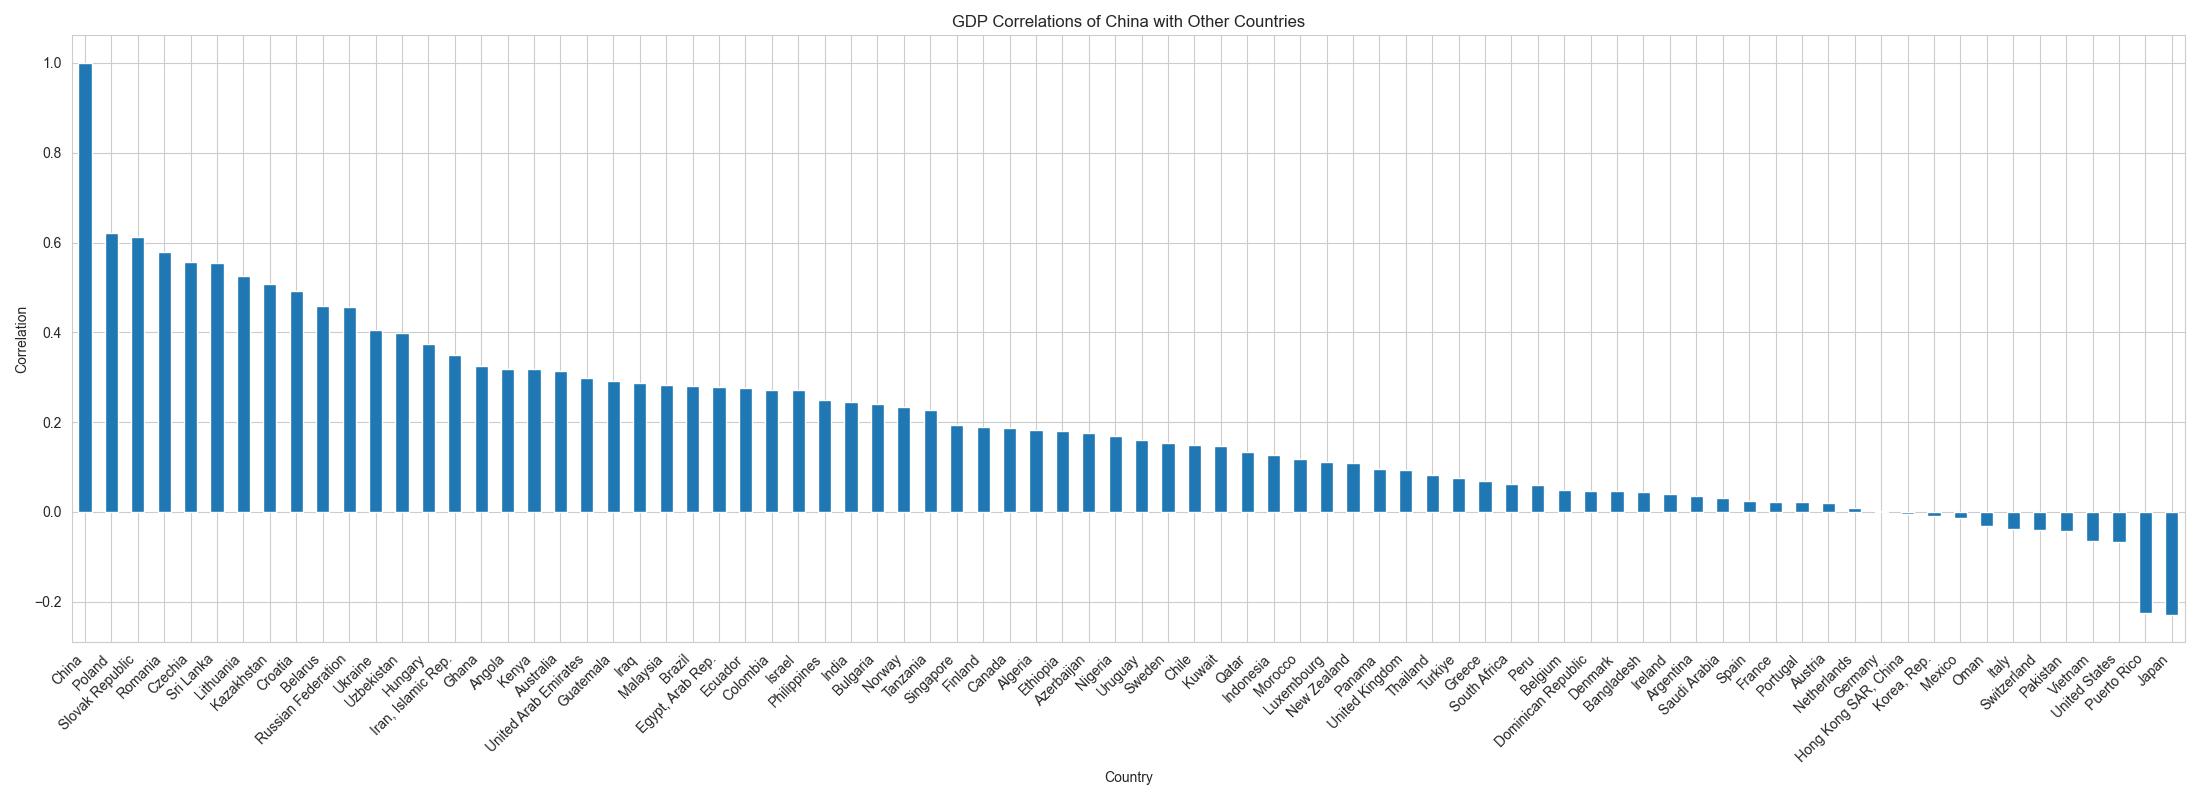 GDP Correlations of China with Other Countries
Correlation
1.0
0.8
0.6
0.4
0.2
0.0
−0.2
China
Poland
Slovak Republic
Romania
Czechia
Sri Lanka
Lithuania
Kazakhstan
Croatia
Belarus
Russian Federation
Ukraine
Uzbekistan
Hungary
Iran, Islamic Rep.
Ghana
Angola
Kenya
Australia
United Arab Emirates
Guatemala
Iraq
Malaysia
Brazil
Egypt, Arab Rep.
Ecuador
Colombia
Israel
Philippines
India
Bulgaria
Norway
Tanzania
Singapore
Finland
Canada
Algeria
Ethiopia
Azerbaijan
Nigeria
Uruguay
Sweden
Chile
Kuwait
Qatar
Indonesia
Morocco
Luxembourg
New Zealand
Panama
United Kingdom
Thailand
Turkiye
Greece
South Africa
Peru
Belgium
Dominican Republic
Denmark
Bangladesh
Ireland
Argentina
Saudi Arabia
Spain
France
Portugal
Austria
Netherlands
Germany
Hong Kong SAR, China
Korea, Rep.
Mexico
Oman
Italy
Switzerland
Pakistan
Vietnam
United States
Puerto Rico
Japan
Country